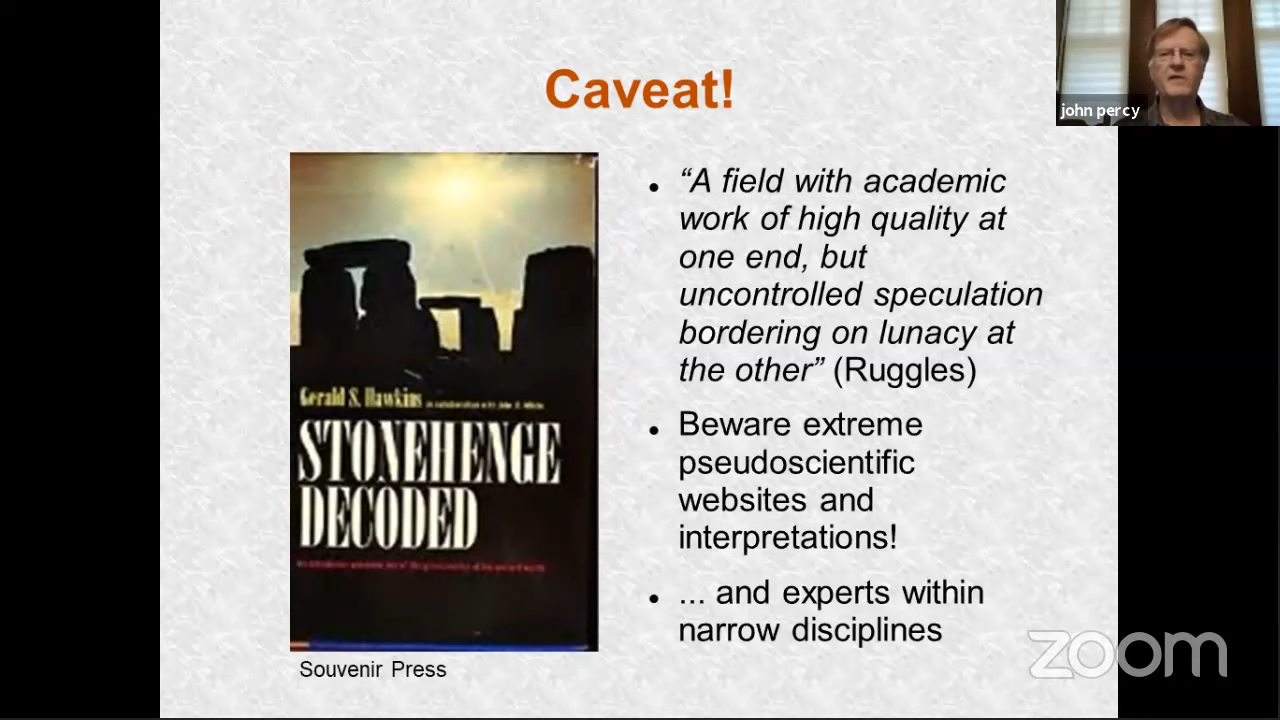 Caveat!
john percy
Gerald S. Hawkins
STONEHENGE
DECODED
Souvenir Press
• “A field with academic
work of high quality at
one end, but
uncontrolled speculation
bordering on lunacy at
the other” (Ruggles)
• Beware extreme
pseudoscientific
websites and
interpretations!
• ... and experts within
narrow disciplines
zoom